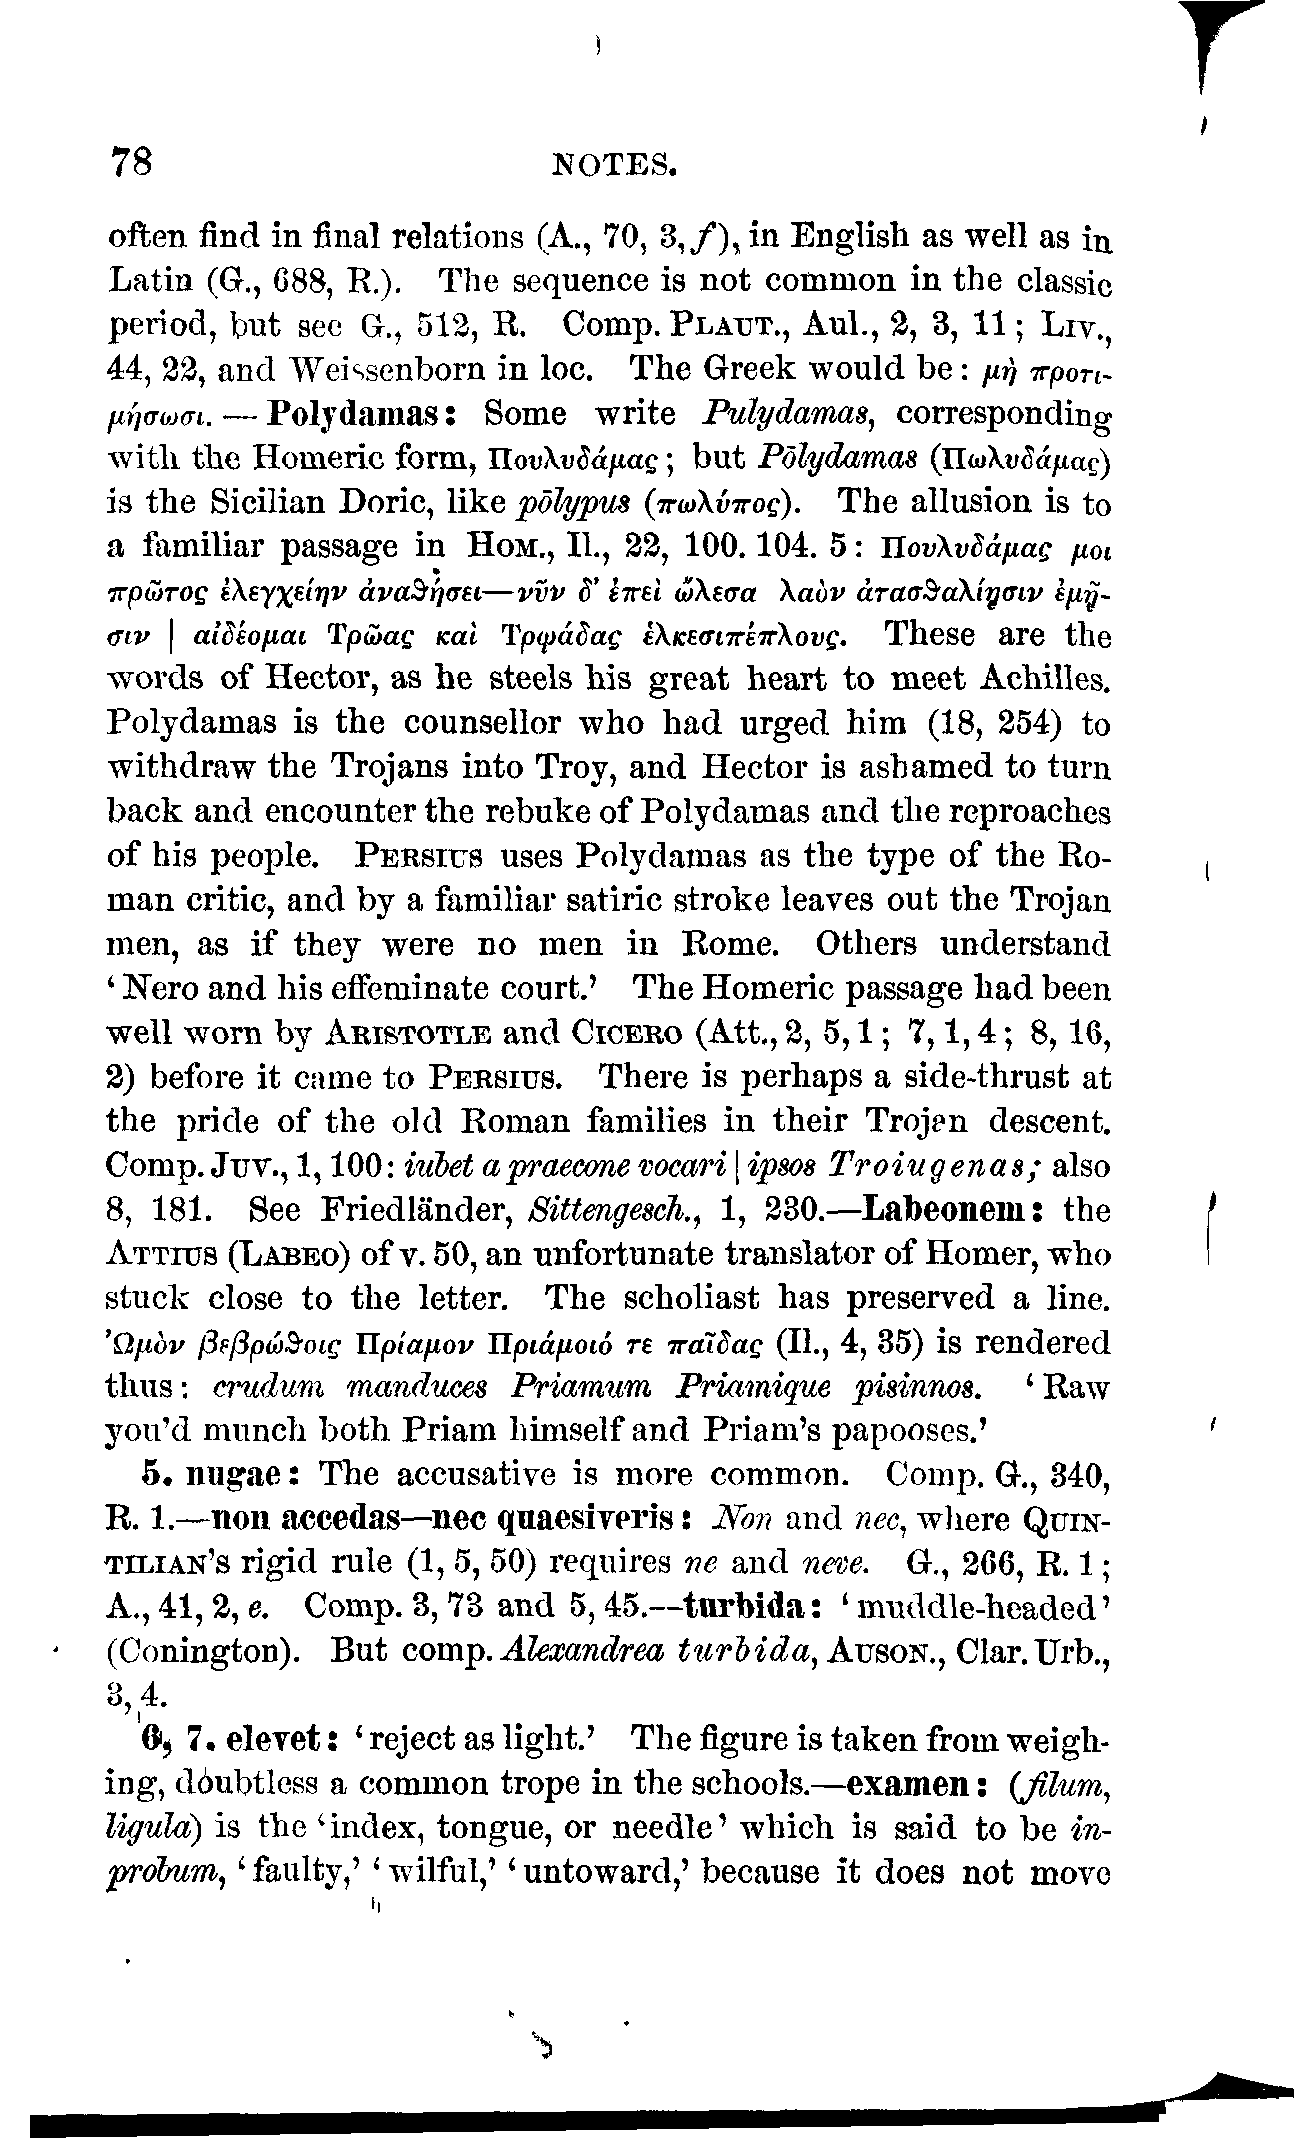 78 NOTES.
often find in final relations (A., 70, 3, f), in English as well as in
Latin (G., 688, R.). The sequence is not common in the classic
period, but see G., 512, R. Comp. PLAUT., Aul., 2, 3, 11; LIV.,
44, 22, and Weissenborn in loc. The Greek would be: μὴ προτι-
μήσωσι. — Polydamas: Some write Pulydamas, corresponding
with the Homeric form, Πουλυδάμας; but Pōlydamas (Πωλυδάμας)
is the Sicilian Doric, like pōlypus (πωλύπος). The allusion is to
a familiar passage in HOM., Il., 22, 100. 104. 5: Πουλυδάμας μοι
πρῶτος ἐλεγχείην ἀναϑήσει—νῦν δ' ἐπεὶ ὤλεσα λαὸν ἀτασϑαλίῃσιν ἐμῇ-
σιν | αἰδέομαι Τρῶας καὶ Τρῳάδας ἑλκεσιπέπλους. These are the
words of Hector, as he steels his great heart to meet Achilles.
Polydamas is the counsellor who had urged him (18, 254) to
withdraw the Trojans into Troy, and Hector is ashamed to turn
back and encounter the rebuke of Polydamas and the reproaches
of his people. PERSIUS uses Polydamas as the type of the Ro-
man critic, and by a familiar satiric stroke leaves out the Trojan
men, as if they were no men in Rome. Others understand
‘Nero and his effeminate court.’ The Homeric passage had been
well worn by ARISTOTLE and CICERO (Att., 2, 5, 1; 7, 1, 4; 8, 16,
2) before it came to PERSIUS. There is perhaps a side-thrust at
the pride of the old Roman families in their Trojan descent.
Comp. JUV., 1, 100: iubet a praecone vocari | ipsos Troiugenas; also
8, 181. See Friedländer, Sittengesch., 1, 230.—Labeonem: the
ATTIUS (LABEO) of v. 50, an unfortunate translator of Homer, who
stuck close to the letter. The scholiast has preserved a line.
Ὠμὸν βεβρώϑοις Πρίαμον Πριάμοιό τε παῖδας (Il., 4, 35) is rendered
thus: crudum manduces Priamum Priamique pisinnos. ‘Raw
you'd munch both Priam himself and Priam's papooses.’
5. nugae: The accusative is more common. Comp. G., 340,
R. 1.—non accedas—nec quaesiveris: Non and nec, where QUIN-
TILIAN'S rigid rule (1, 5, 50) requires ne and neve. G., 266, R. 1;
A., 41, 2, e. Comp. 3, 73 and 5, 45.—turbida: ‘muddle-headed’
(Conington). But comp. Alexandrea turbida, AUSON., Clar. Urb.,
3, 4.
6, 7. elevet: ‘reject as light.’ The figure is taken from weigh-
ing, doubtless a common trope in the schools.—examen: (filum,
ligula) is the ‘index, tongue, or needle’ which is said to be in-
probum, ‘faulty,’ ‘wilful,’ ‘untoward,’ because it does not move